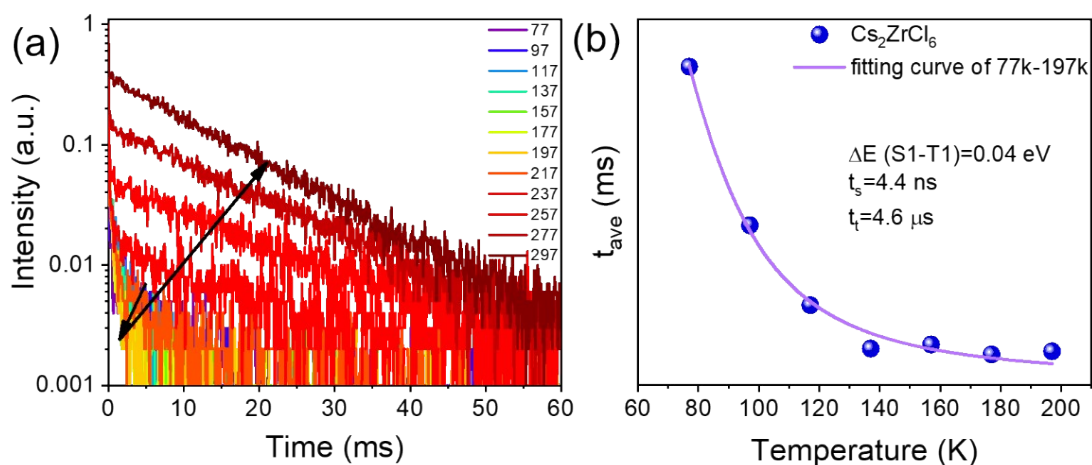 (a)
Intensity (a.u.)
1
0.1
0.01
0.001
0 10 20 30 40 50 60
Time (ms)
77
97
117
137
157
177
197
217
237
257
277
297
(b)
Cs₂ZrCl₆
fitting curve of 77k-197k
ΔE (S1-T1)=0.04 eV
tₛ=4.4 ns
tₜ=4.6 μs
t_ave (ms)
60 80 100 120 140 160 180 200
Temperature (K)